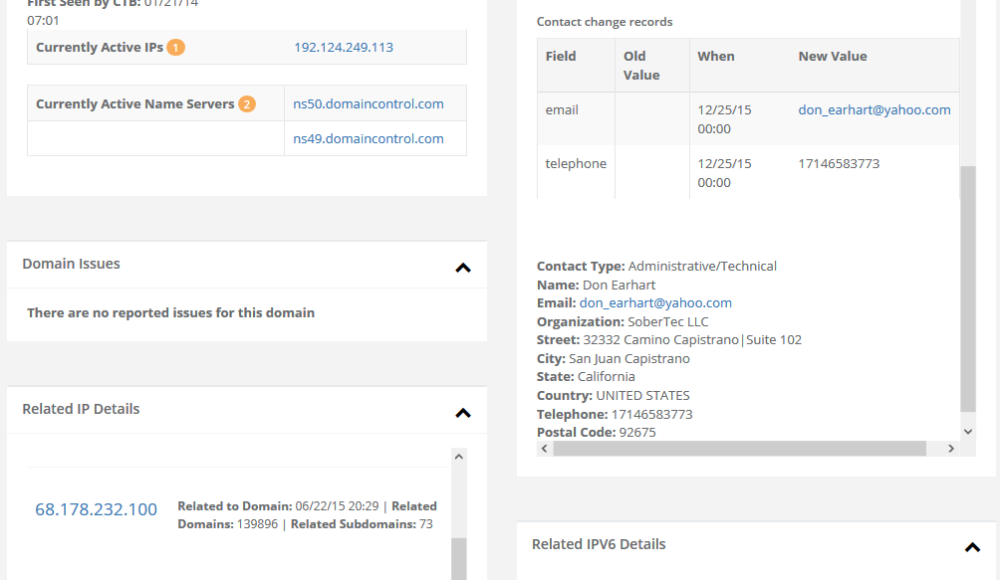 First Seen by CTB: 01/21/14
07:01
Currently Active IPs 1 192.124.249.113
Currently Active Name Servers 2 ns50.domaincontrol.com
ns49.domaincontrol.com
Domain Issues
There are no reported issues for this domain
Related IP Details
68.178.232.100 Related to Domain: 06/22/15 20:29 | Related
Domains: 139896 | Related Subdomains: 73
Contact change records
Field Old When New Value
Value
email 12/25/15 don_earhart@yahoo.com
00:00
telephone 12/25/15 17146583773
00:00
Contact Type: Administrative/Technical
Name: Don Earhart
Email: don_earhart@yahoo.com
Organization: SoberTec LLC
Street: 32332 Camino Capistrano|Suite 102
City: San Juan Capistrano
State: California
Country: UNITED STATES
Telephone: 17146583773
Postal Code: 92675
Related IPV6 Details